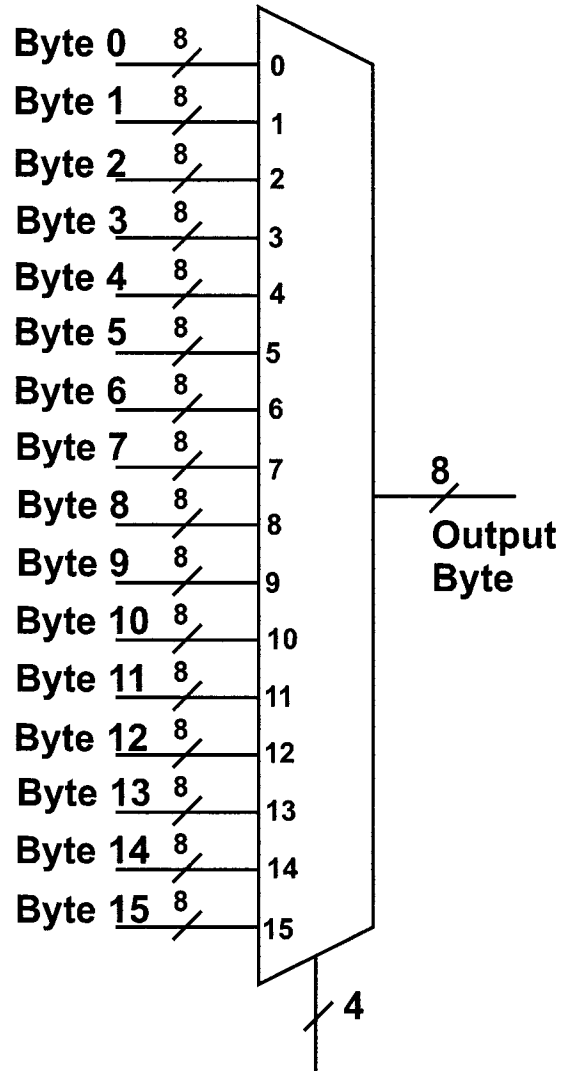 Byte 0 8 0
Byte 1 8 1
Byte 2 8 2
Byte 3 8 3
Byte 4 8 4
Byte 5 8 5
Byte 6 8 6
Byte 7 8 7
8
Byte 8 8 8
Output
Byte 9 8 9
Byte
Byte 10 8 10
Byte 11 8 11
Byte 12 8 12
Byte 13 8 13
Byte 14 8 14
Byte 15 8 15
4